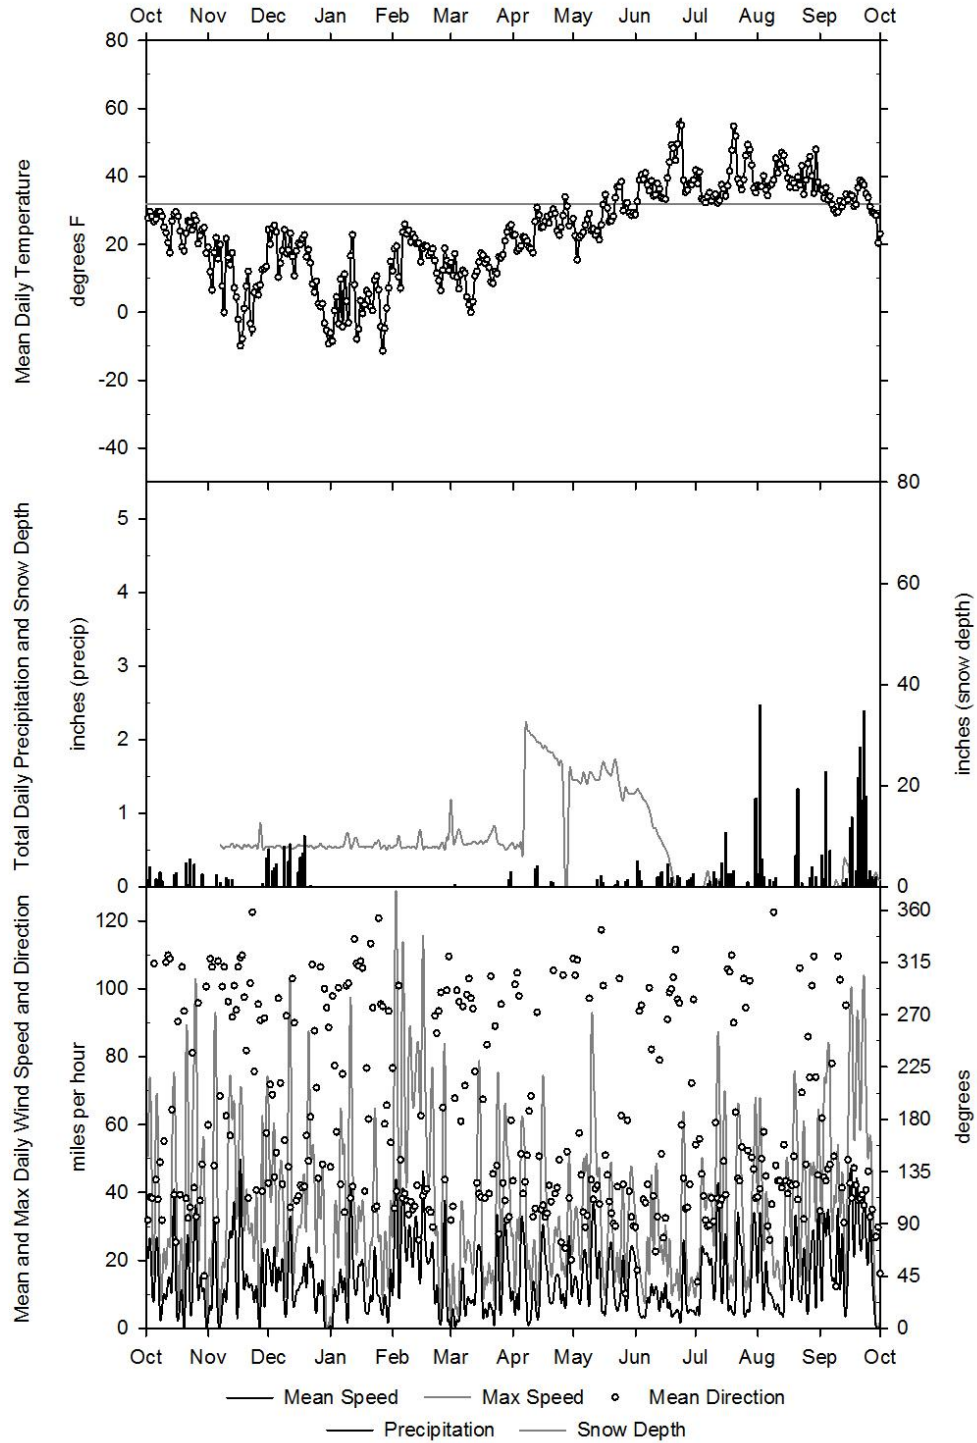 Oct Nov Dec Jan Feb Mar Apr May Jun Jul Aug Sep Oct
Mean Daily Temperature
degrees F
80
60
40
20
0
-20
-40
Total Daily Precipitation and Snow Depth
inches (precip)
5
4
3
2
1
0
80
60
40
20
0
inches (snow depth)
Mean and Max Daily Wind Speed and Direction
miles per hour
120
100
80
60
40
20
0
360
315
270
225
180
135
90
45
0
degrees
Oct Nov Dec Jan Feb Mar Apr May Jun Jul Aug Sep Oct
Mean Speed Max Speed Mean Direction
Precipitation Snow Depth